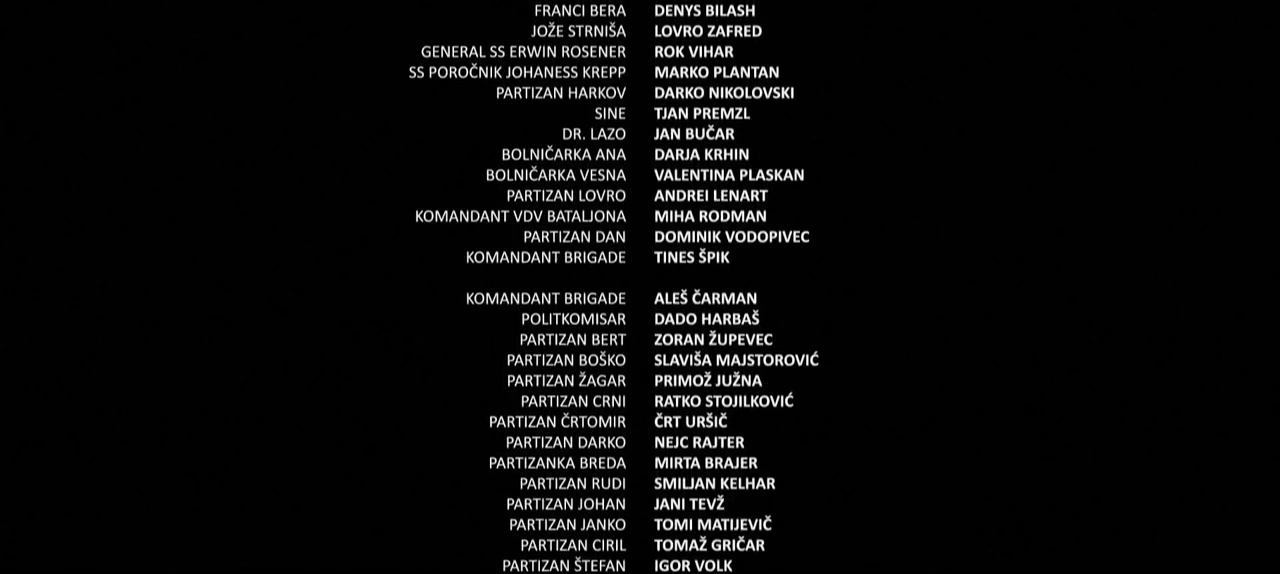 FRANCI BERA DENYS BILASH
JOŽE STRNIŠA LOVRO ZAFRED
GENERAL SS ERWIN ROSENER ROK VIHAR
SS POROČNIK JOHANESS KREPP MARKO PLANTAN
PARTIZAN HARKOV DARKO NIKOLOVSKI
SINE TJAN PREMZL
DR. LAZO JAN BUČAR
BOLNIČARKA ANA DARJA KRHIN
BOLNIČARKA VESNA VALENTINA PLASKAN
PARTIZAN LOVRO ANDREI LENART
KOMANDANT VDV BATALJONA MIHA RODMAN
PARTIZAN DAN DOMINIK VODOPIVEC
KOMANDANT BRIGADE TINES ŠPIK
KOMANDANT BRIGADE ALEŠ ČARMAN
POLITKOMISAR DADO HARBAŠ
PARTIZAN BERT ZORAN ŽUPEVEC
PARTIZAN BOŠKO SLAVIŠA MAJSTOROVIĆ
PARTIZAN ŽAGAR PRIMOŽ JUŽNA
PARTIZAN CRNI RATKO STOJILKOVIĆ
PARTIZAN ČRTOMIR ČRT URŠIČ
PARTIZAN DARKO NEJC RAJTER
PARTIZANKA BREDA MIRTA BRAJER
PARTIZAN RUDI SMILJAN KELHAR
PARTIZAN JOHAN JANI TEVŽ
PARTIZAN JANKO TOMI MATIJEVIČ
PARTIZAN CIRIL TOMAŽ GRIČAR
PARTIZAN ŠTEFAN IGOR VOLK